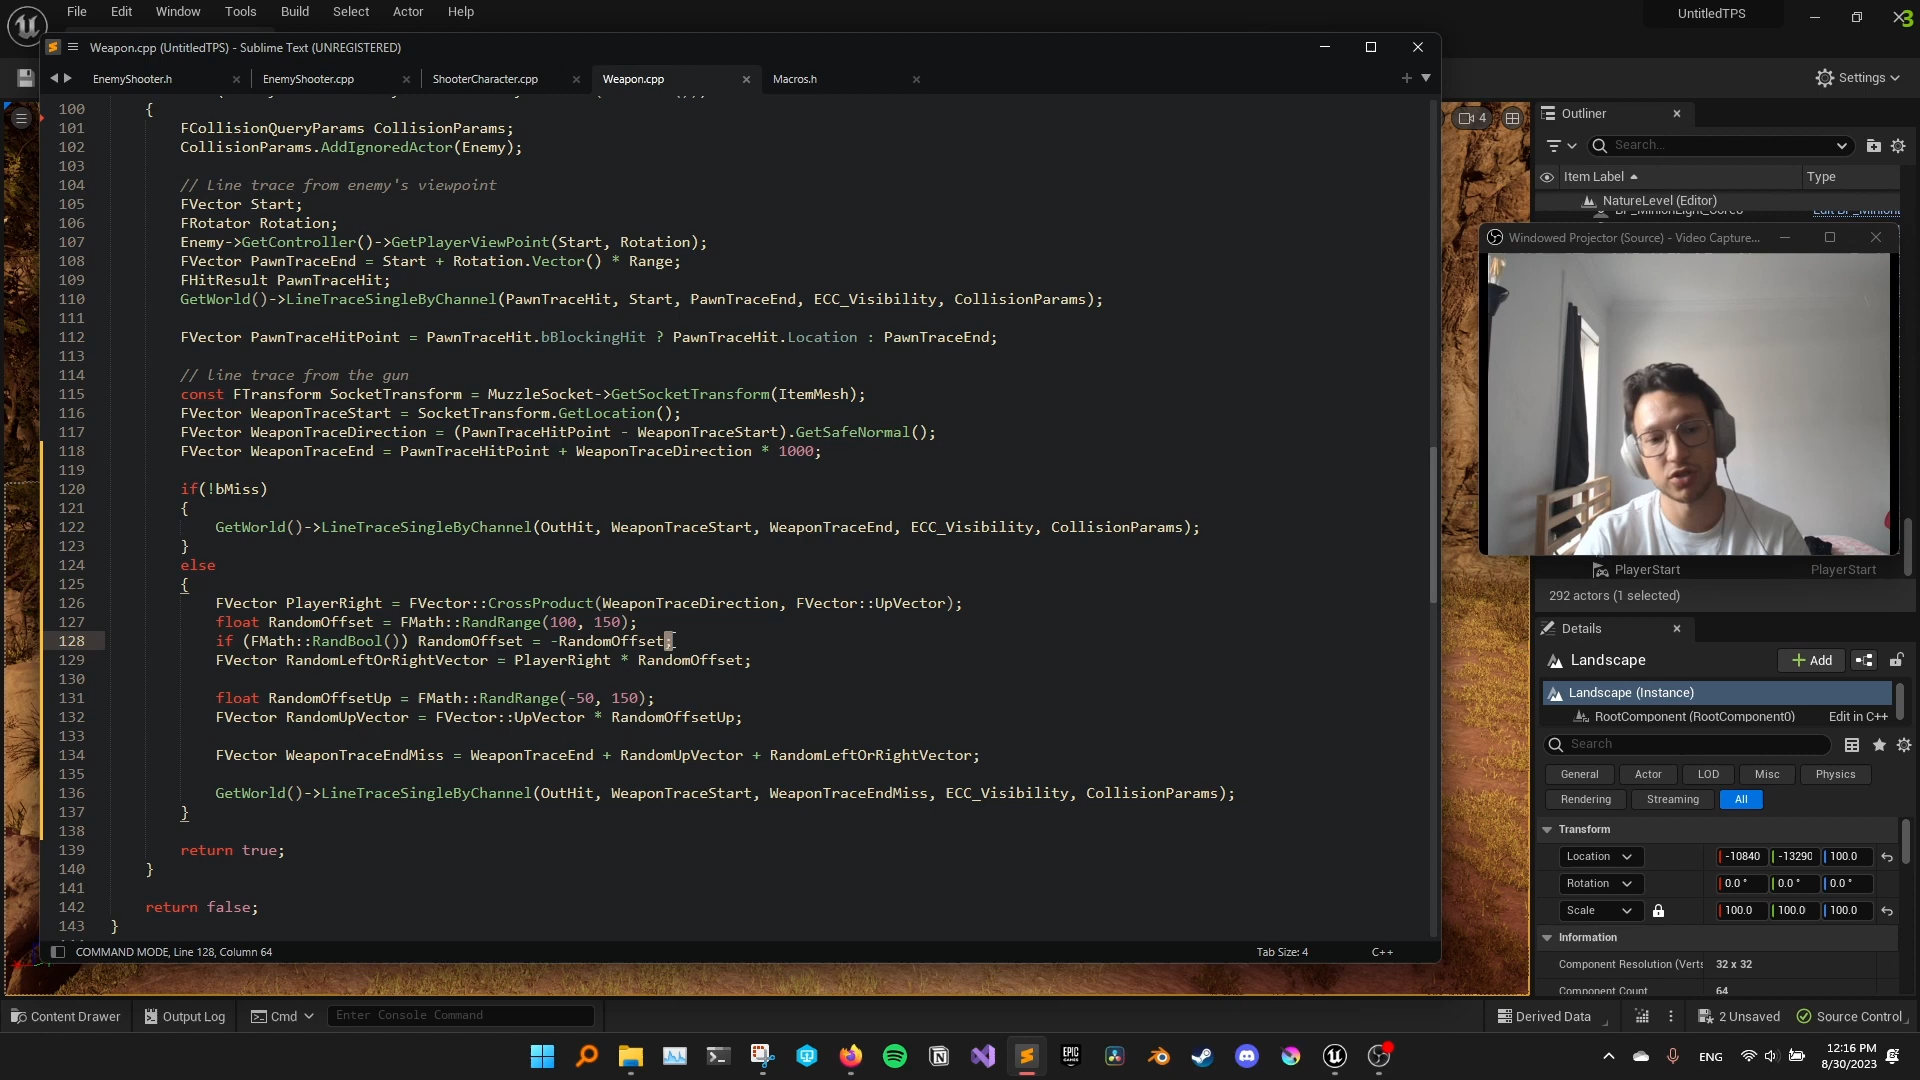 File Edit Window Tools Build Select Actor Help
UntitledTPS
3
Weapon.cpp (UntitledTPS) - Sublime Text (UNREGISTERED)
EnemyShooter.h
EnemyShooter.cpp
ShooterCharacter.cpp
Weapon.cpp
Macros.h
100 {
101 FCollisionQueryParams CollisionParams;
102 CollisionParams.AddIgnoredActor(Enemy);
103
104 // Line trace from enemy's viewpoint
105 FVector Start;
106 FRotator Rotation;
107 Enemy->GetController()->GetPlayerViewPoint(Start, Rotation);
108 FVector PawnTraceEnd = Start + Rotation.Vector() * Range;
109 FHitResult PawnTraceHit;
110 GetWorld()->LineTraceSingleByChannel(PawnTraceHit, Start, PawnTraceEnd, ECC_Visibility, CollisionParams);
111
112 FVector PawnTraceHitPoint = PawnTraceHit.bBlockingHit ? PawnTraceHit.Location : PawnTraceEnd;
113
114 // line trace from the gun
115 const FTransform SocketTransform = MuzzleSocket->GetSocketTransform(ItemMesh);
116 FVector WeaponTraceStart = SocketTransform.GetLocation();
117 FVector WeaponTraceDirection = (PawnTraceHitPoint - WeaponTraceStart).GetSafeNormal();
118 FVector WeaponTraceEnd = PawnTraceHitPoint + WeaponTraceDirection * 1000;
119
120 if(!bMiss)
121 {
122 GetWorld()->LineTraceSingleByChannel(OutHit, WeaponTraceStart, WeaponTraceEnd, ECC_Visibility, CollisionParams);
123 }
124 else
125 {
126 FVector PlayerRight = FVector::CrossProduct(WeaponTraceDirection, FVector::UpVector);
127 float RandomOffset = FMath::RandRange(100, 150);
128 if (FMath::RandBool()) RandomOffset = -RandomOffset;
129 FVector RandomLeftOrRightVector = PlayerRight * RandomOffset;
130
131 float RandomOffsetUp = FMath::RandRange(-50, 150);
132 FVector RandomUpVector = FVector::UpVector * RandomOffsetUp;
133
134 FVector WeaponTraceEndMiss = WeaponTraceEnd + RandomUpVector + RandomLeftOrRightVector;
135
136 GetWorld()->LineTraceSingleByChannel(OutHit, WeaponTraceStart, WeaponTraceEndMiss, ECC_Visibility, CollisionParams);
137 }
138
139 return true;
140 }
141
142 return false;
143 }
COMMAND MODE, Line 128, Column 64
Tab Size: 4
C++
Settings
4
Outliner
Search...
Item Label
Type
NatureLevel (Editor)
Windowed Projector (Source) - Video Capture...
PlayerStart PlayerStart
292 actors (1 selected)
Details
Landscape
Add
Landscape (Instance)
RootComponent (RootComponent0) Edit in C++
Search
General Actor LOD Misc Physics
Rendering Streaming All
Transform
Location -10840 -13290 100.0
Rotation 0.0 ° 0.0 ° 0.0 °
Scale 100.0 100.0 100.0
Information
Component Resolution (Verts 32 x 32
Component Count 64
Content Drawer
Output Log
Cmd
Enter Console Command
Derived Data
2 Unsaved
Source Control
EPIC
GAMES
ENG
12:16 PM
8/30/2023